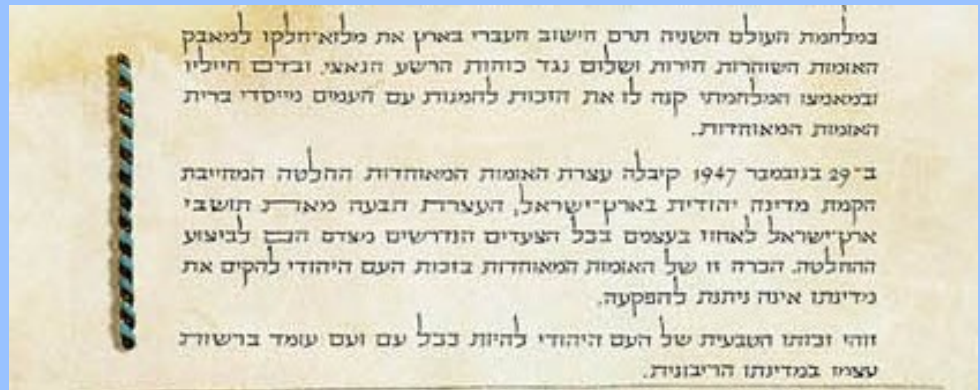 במלחמת העולם השניה תרם הישוב העברי בארץ את מלוא-חלקו למאבק
האומות השוחרות חירות ושלום נגד כוחות הרשע הנאצי, ובדם חייליו
ובמאמצו המלחמתי קנה לו את הזכות להמנות עם העמים מייסדי ברית
האומות המאוחדות.
ב־29 בנובמבר 1947 קיבלה עצרת האומות המאוחדות החלטה המחייבת
הקמת מדינה יהודית בארץ־ישראל, העצרת תבעה מאת תושבי
ארץ־ישראל לאחוז בעצמם בכל הצעדים הנדרשים מצדם הם לביצוע
ההחלטה. הכרה זו של האומות המאוחדות בזכות העם היהודי להקים את
מדינתו אינה ניתנת להפקעה.
זוהי זכותו הטבעית של העם היהודי להיות ככל עם ועם עומד ברשות
עצמו במדינתו הריבונית.